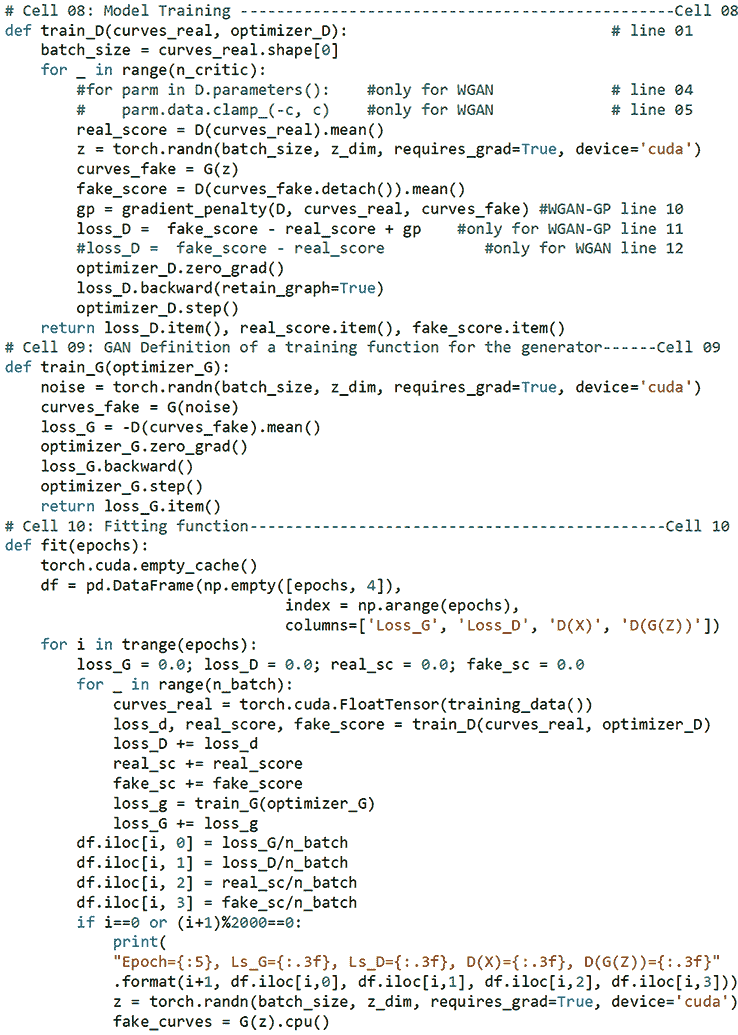 # Cell 08: Model Training ------------------------------------------------Cell 08
def train_D(curves_real, optimizer_D):                             # line 01
    batch_size = curves_real.shape[0]
    for _ in range(n_critic):
        #for parm in D.parameters():    #only for WGAN             # line 04
        #    parm.data.clamp_(-c, c)    #only for WGAN             # line 05
        real_score = D(curves_real).mean()
        z = torch.randn(batch_size, z_dim, requires_grad=True, device='cuda')
        curves_fake = G(z)
        fake_score = D(curves_fake.detach()).mean()
        gp = gradient_penalty(D, curves_real, curves_fake) #WGAN-GP line 10
        loss_D =  fake_score - real_score + gp    #only for WGAN-GP line 11
        #loss_D =  fake_score - real_score           #only for WGAN line 12
        optimizer_D.zero_grad()
        loss_D.backward(retain_graph=True)
        optimizer_D.step()
    return loss_D.item(), real_score.item(), fake_score.item()
# Cell 09: GAN Definition of a training function for the generator------Cell 09
def train_G(optimizer_G):
    noise = torch.randn(batch_size, z_dim, requires_grad=True, device='cuda')
    curves_fake = G(noise)
    loss_G = -D(curves_fake).mean()
    optimizer_G.zero_grad()
    loss_G.backward()
    optimizer_G.step()
    return loss_G.item()
# Cell 10: Fitting function----------------------------------------------Cell 10
def fit(epochs):
    torch.cuda.empty_cache()
    df = pd.DataFrame(np.empty([epochs, 4]),
                               index = np.arange(epochs),
                               columns=['Loss_G', 'Loss_D', 'D(X)', 'D(G(Z))'])
    for i in trange(epochs):
        loss_G = 0.0; loss_D = 0.0; real_sc = 0.0; fake_sc = 0.0
        for _ in range(n_batch):
            curves_real = torch.cuda.FloatTensor(training_data())
            loss_d, real_score, fake_score = train_D(curves_real, optimizer_D)
            loss_D += loss_d
            real_sc += real_score
            fake_sc += fake_score
            loss_g = train_G(optimizer_G)
            loss_G += loss_g
        df.iloc[i, 0] = loss_G/n_batch
        df.iloc[i, 1] = loss_D/n_batch
        df.iloc[i, 2] = real_sc/n_batch
        df.iloc[i, 3] = fake_sc/n_batch
        if i==0 or (i+1)%2000==0:
            print(
            "Epoch={:5}, Ls_G={:.3f}, Ls_D={:.3f}, D(X)={:.3f}, D(G(Z))={:.3f}"
            .format(i+1, df.iloc[i,0], df.iloc[i,1], df.iloc[i,2], df.iloc[i,3]))
            z = torch.randn(batch_size, z_dim, requires_grad=True, device='cuda')
            fake_curves = G(z).cpu()